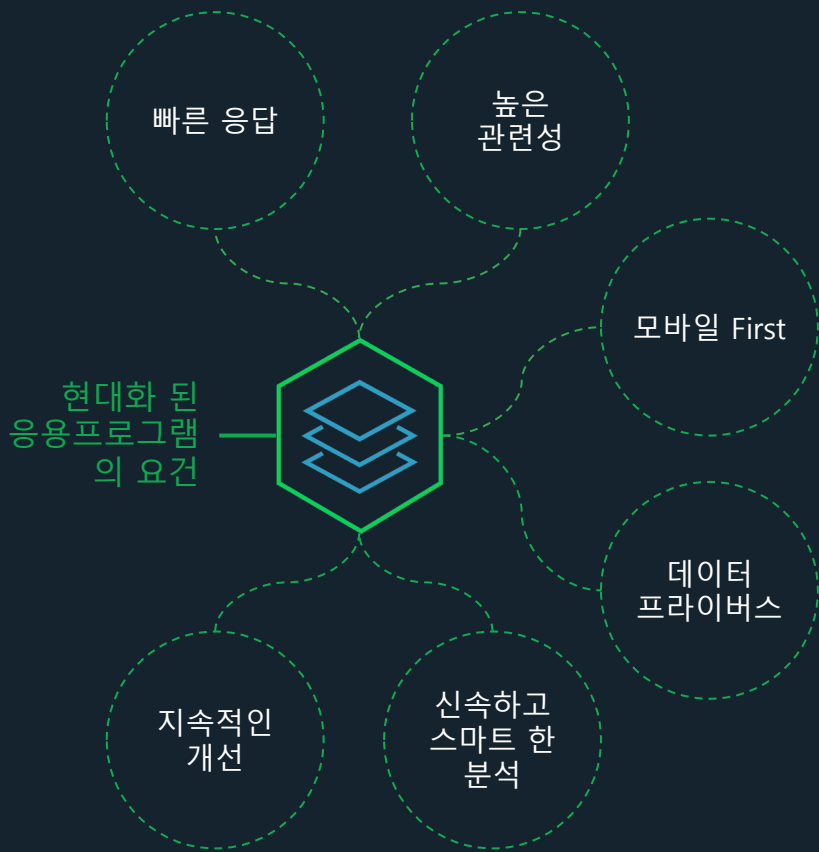 빠른 응답
높은
관련성
모바일 First
현대화 된
응용프로그램
의 요건
데이터
프라이버스
지속적인
개선
신속하고
스마트 한
분석